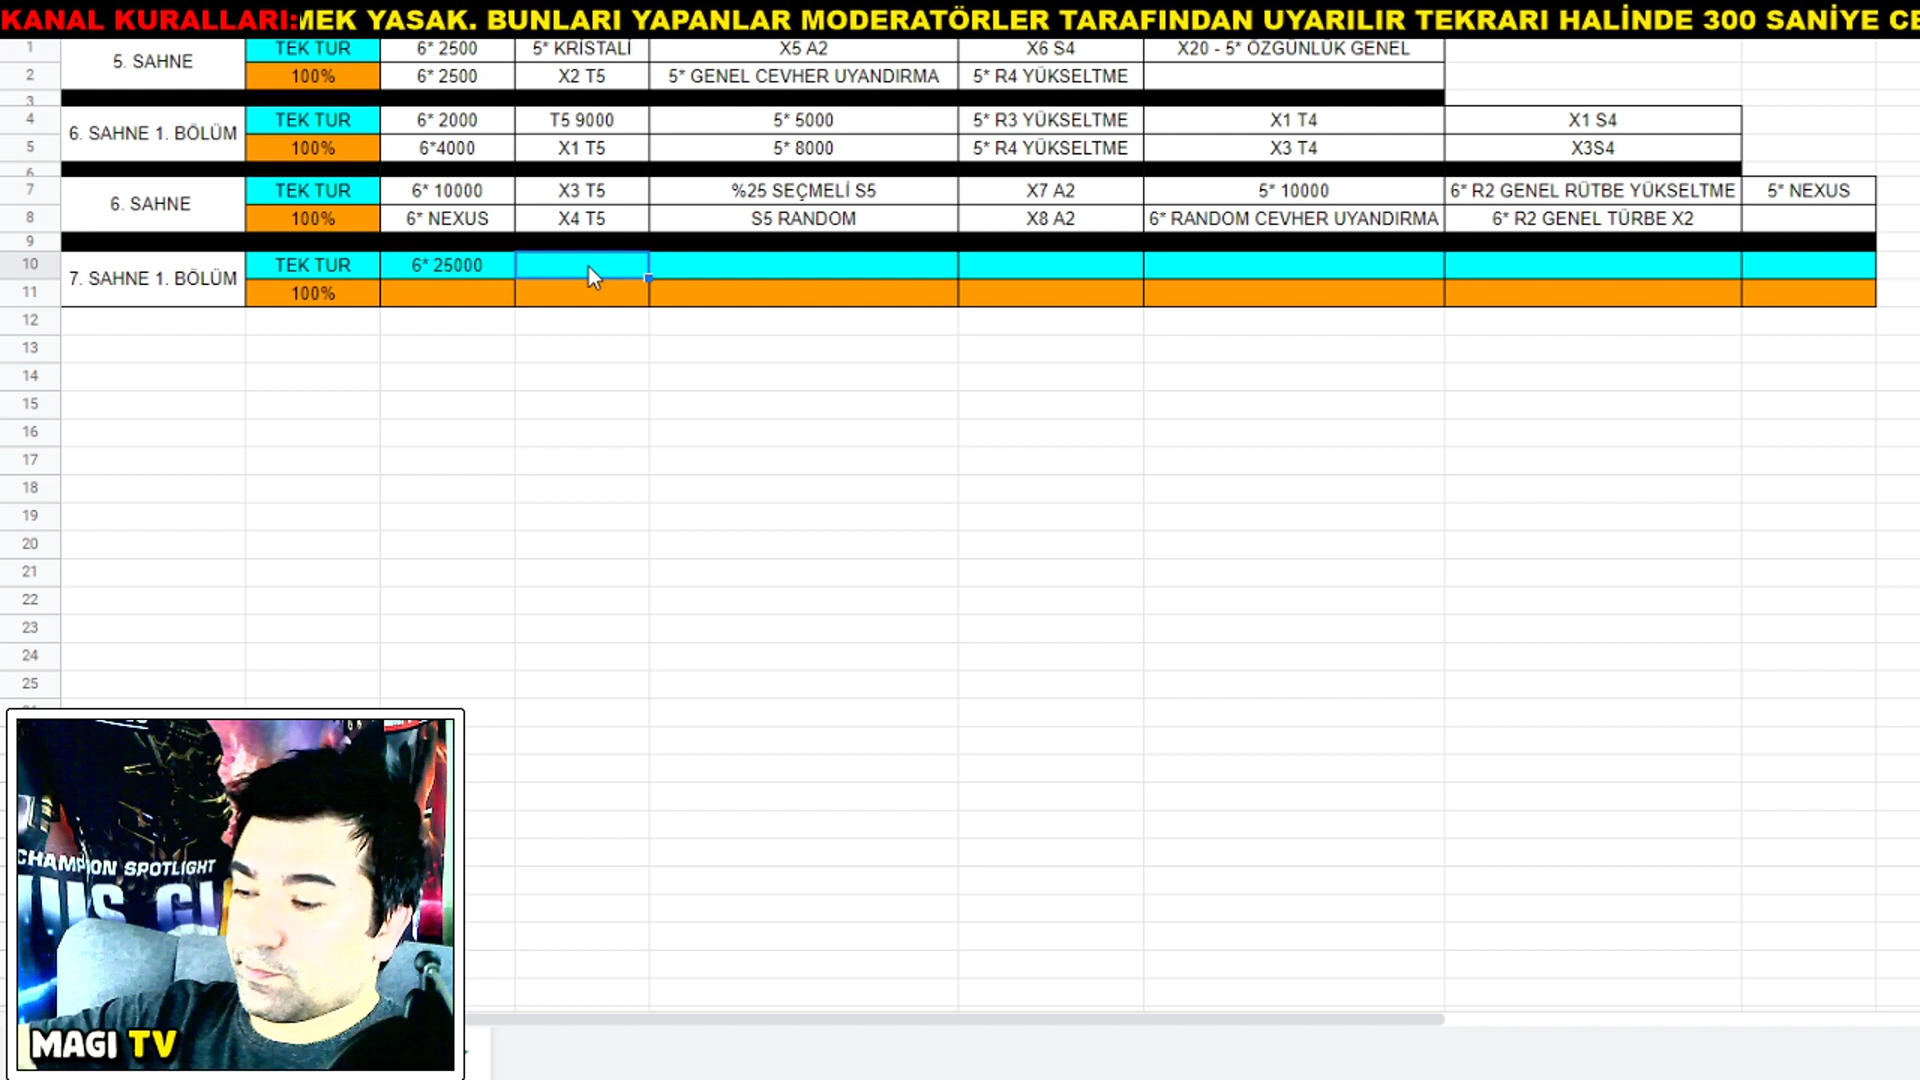 KANAL KURALLARI: MEK YASAK. BUNLARI YAPANLAR MODERATÖRLER TARAFINDAN UYARILIR TEKRARI HALİNDE 300 SANİYE CE
1 5. SAHNE TEK TUR 6* 2500 5* KRİSTALİ X5 A2 X6 S4 X20 - 5* ÖZGÜNLÜK GENEL
2 100% 6* 2500 X2 T5 5* GENEL CEVHER UYANDIRMA 5* R4 YÜKSELTME
3
4 6. SAHNE 1. BÖLÜM TEK TUR 6* 2000 T5 9000 5* 5000 5* R3 YÜKSELTME X1 T4 X1 S4
5 100% 6*4000 X1 T5 5* 8000 5* R4 YÜKSELTME X3 T4 X3S4
6
7 6. SAHNE TEK TUR 6* 10000 X3 T5 %25 SEÇMELİ S5 X7 A2 5* 10000 6* R2 GENEL RÜTBE YÜKSELTME 5* NEXUS
8 100% 6* NEXUS X4 T5 S5 RANDOM X8 A2 6* RANDOM CEVHER UYANDIRMA 6* R2 GENEL TÜRBE X2
9
10 7. SAHNE 1. BÖLÜM TEK TUR 6* 25000
11 100%
12
13
14
15
16
17
18
19
20
21
22
23
24
25
CHAMPION SPOTLIGHT
MAGI TV